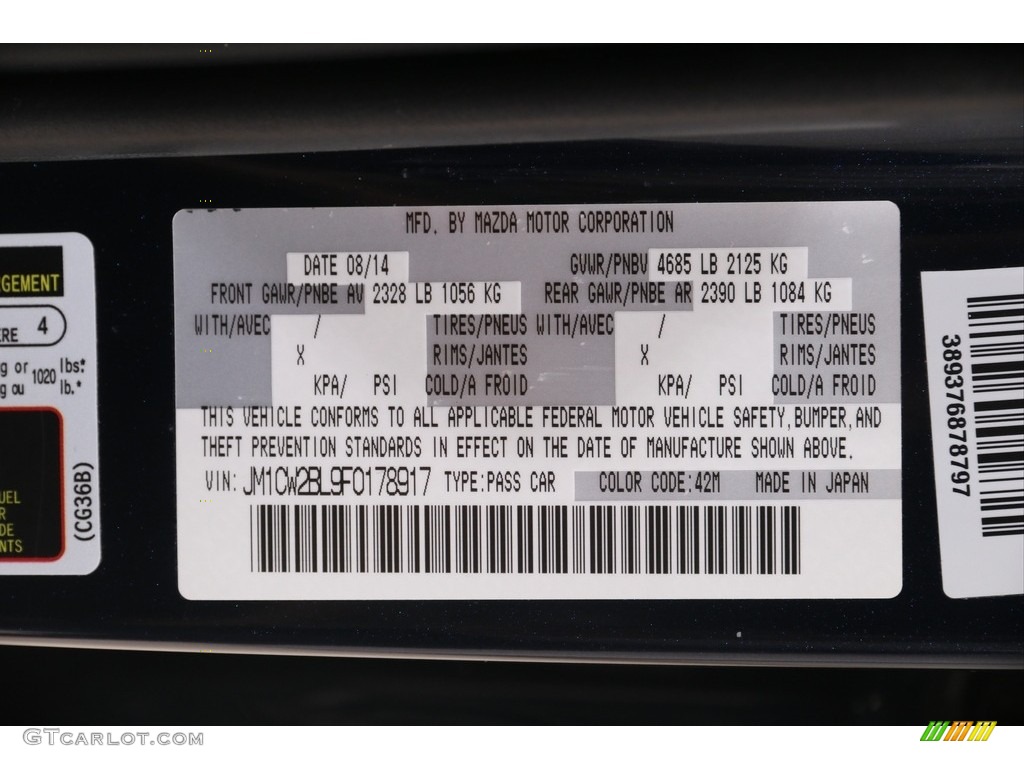 MFD. BY MAZDA MOTOR CORPORATION
DATE 08/14 GVWR/PNBV 4685 LB 2125 KG
FRONT GAWR/PNBE AV 2328 LB 1056 KG REAR GAWR/PNBE AR 2390 LB 1084 KG
WITH/AVEC / TIRES/PNEUS WITH/AVEC / TIRES/PNEUS
X RIMS/JANTES X RIMS/JANTES
KPA/ PSI COLD/A FROID KPA/ PSI COLD/A FROID
THIS VEHICLE CONFORMS TO ALL APPLICABLE FEDERAL MOTOR VEHICLE SAFETY,BUMPER,AND
THEFT PREVENTION STANDARDS IN EFFECT ON THE DATE OF MANUFACTURE SHOWN ABOVE.
VIN: JM1CW2BL9F0178917 TYPE:PASS CAR COLOR CODE:42M MADE IN JAPAN
4
or 1020 lbs.*
ou lb.*
(CG36B)
389376878797
GTCARLOT.COM